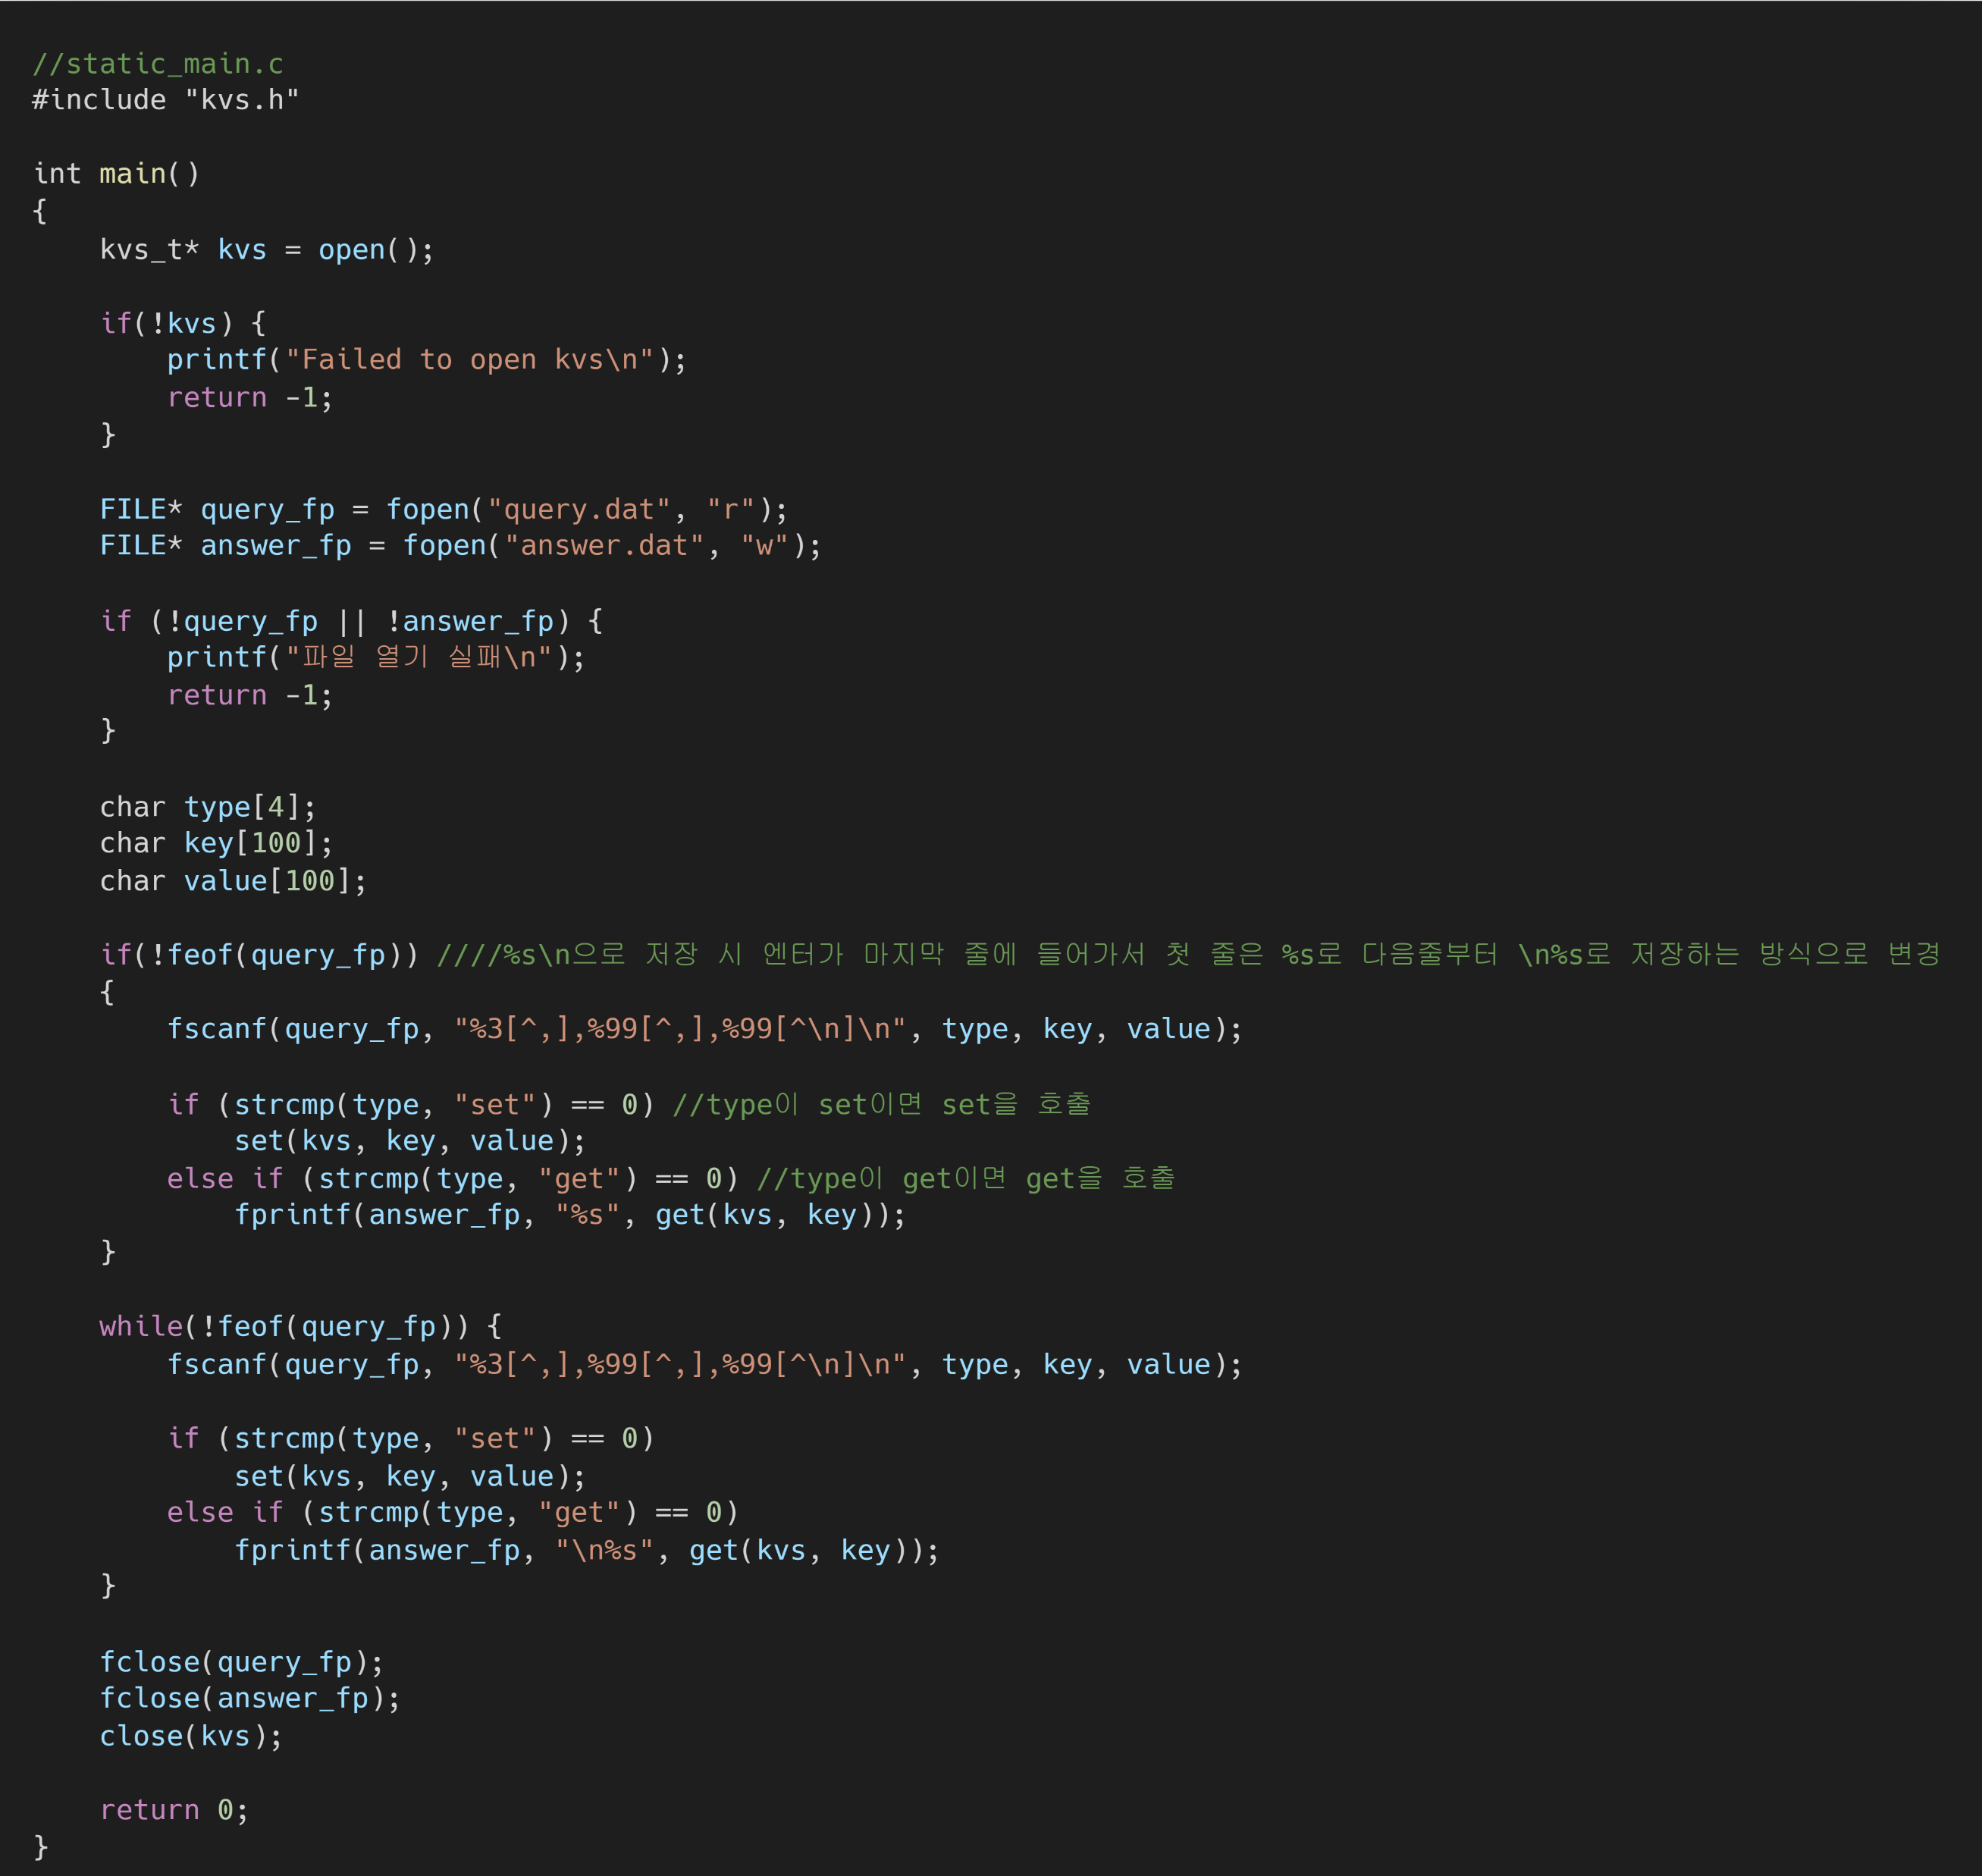 //static_main.c
#include "kvs.h"

int main()
{
    kvs_t* kvs = open();

    if(!kvs) {
        printf("Failed to open kvs\n");
        return -1;
    }

    FILE* query_fp = fopen("query.dat", "r");
    FILE* answer_fp = fopen("answer.dat", "w");

    if (!query_fp || !answer_fp) {
        printf("파일 열기 실패\n");
        return -1;
    }

    char type[4];
    char key[100];
    char value[100];

    if(!feof(query_fp)) ////%s\n으로 저장 시 엔터가 마지막 줄에 들어가서 첫 줄은 %s로 다음줄부터 \n%s로 저장하는 방식으로 변경
    {
        fscanf(query_fp, "%3[^,],%99[^,],%99[^\n]\n", type, key, value);

        if (strcmp(type, "set") == 0) //type이 set이면 set을 호출
            set(kvs, key, value);
        else if (strcmp(type, "get") == 0) //type이 get이면 get을 호출
            fprintf(answer_fp, "%s", get(kvs, key));
    }

    while(!feof(query_fp)) {
        fscanf(query_fp, "%3[^,],%99[^,],%99[^\n]\n", type, key, value);

        if (strcmp(type, "set") == 0)
            set(kvs, key, value);
        else if (strcmp(type, "get") == 0)
            fprintf(answer_fp, "\n%s", get(kvs, key));
    }

    fclose(query_fp);
    fclose(answer_fp);
    close(kvs);

    return 0;
}